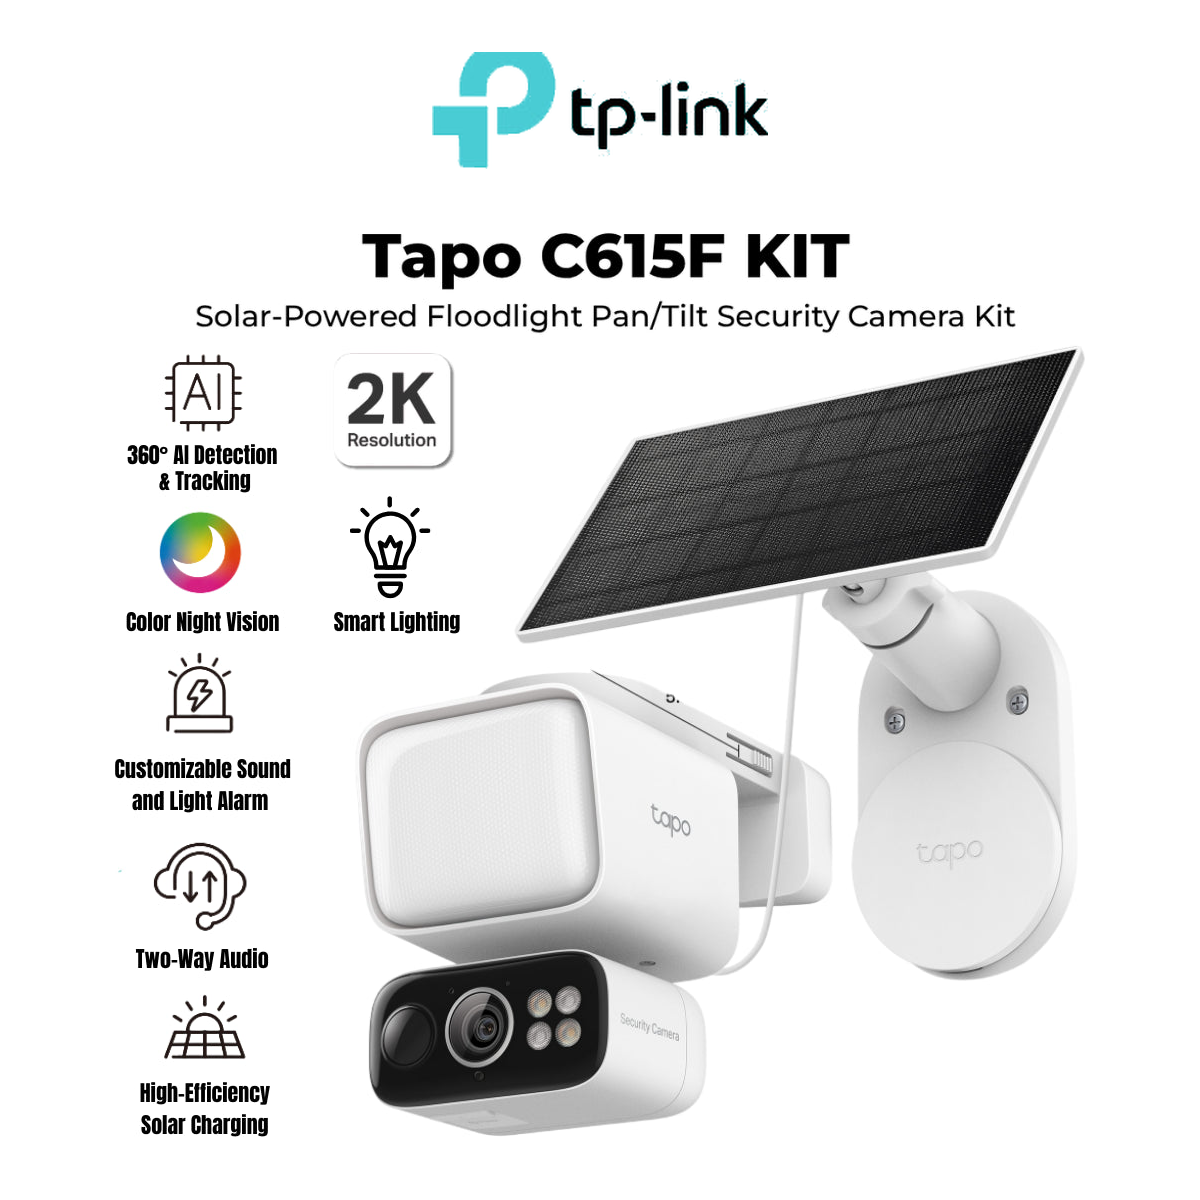 tp-link
Tapo C615F KIT
Solar-Powered Floodlight Pan/Tilt Security Camera Kit
AI
360° AI Detection
& Tracking
2K
Resolution
Color Night Vision
Smart Lighting
Customizable Sound
and Light Alarm
Two-Way Audio
High-Efficiency
Solar Charging
tapo
tapo
Security Camera